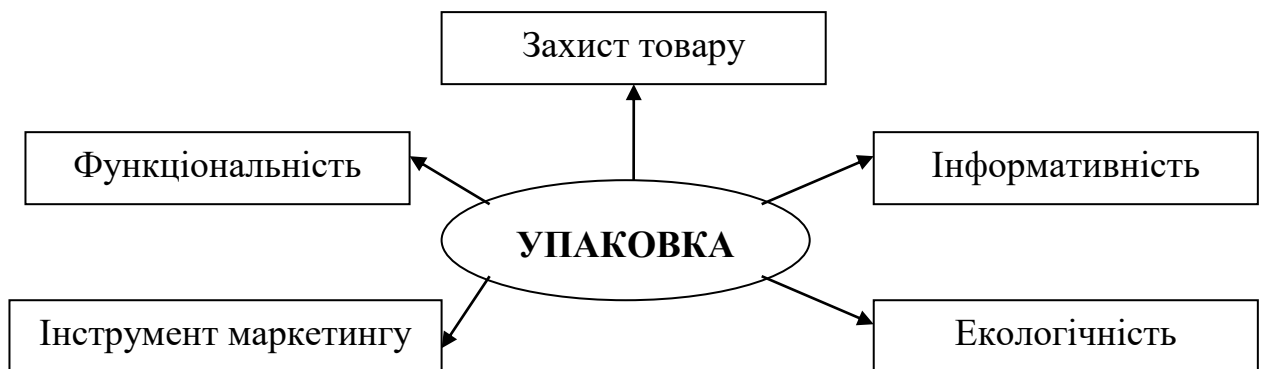 Захист товару
Функціональність
Інформативність
УПАКОВКА
Інструмент маркетингу
Екологічність